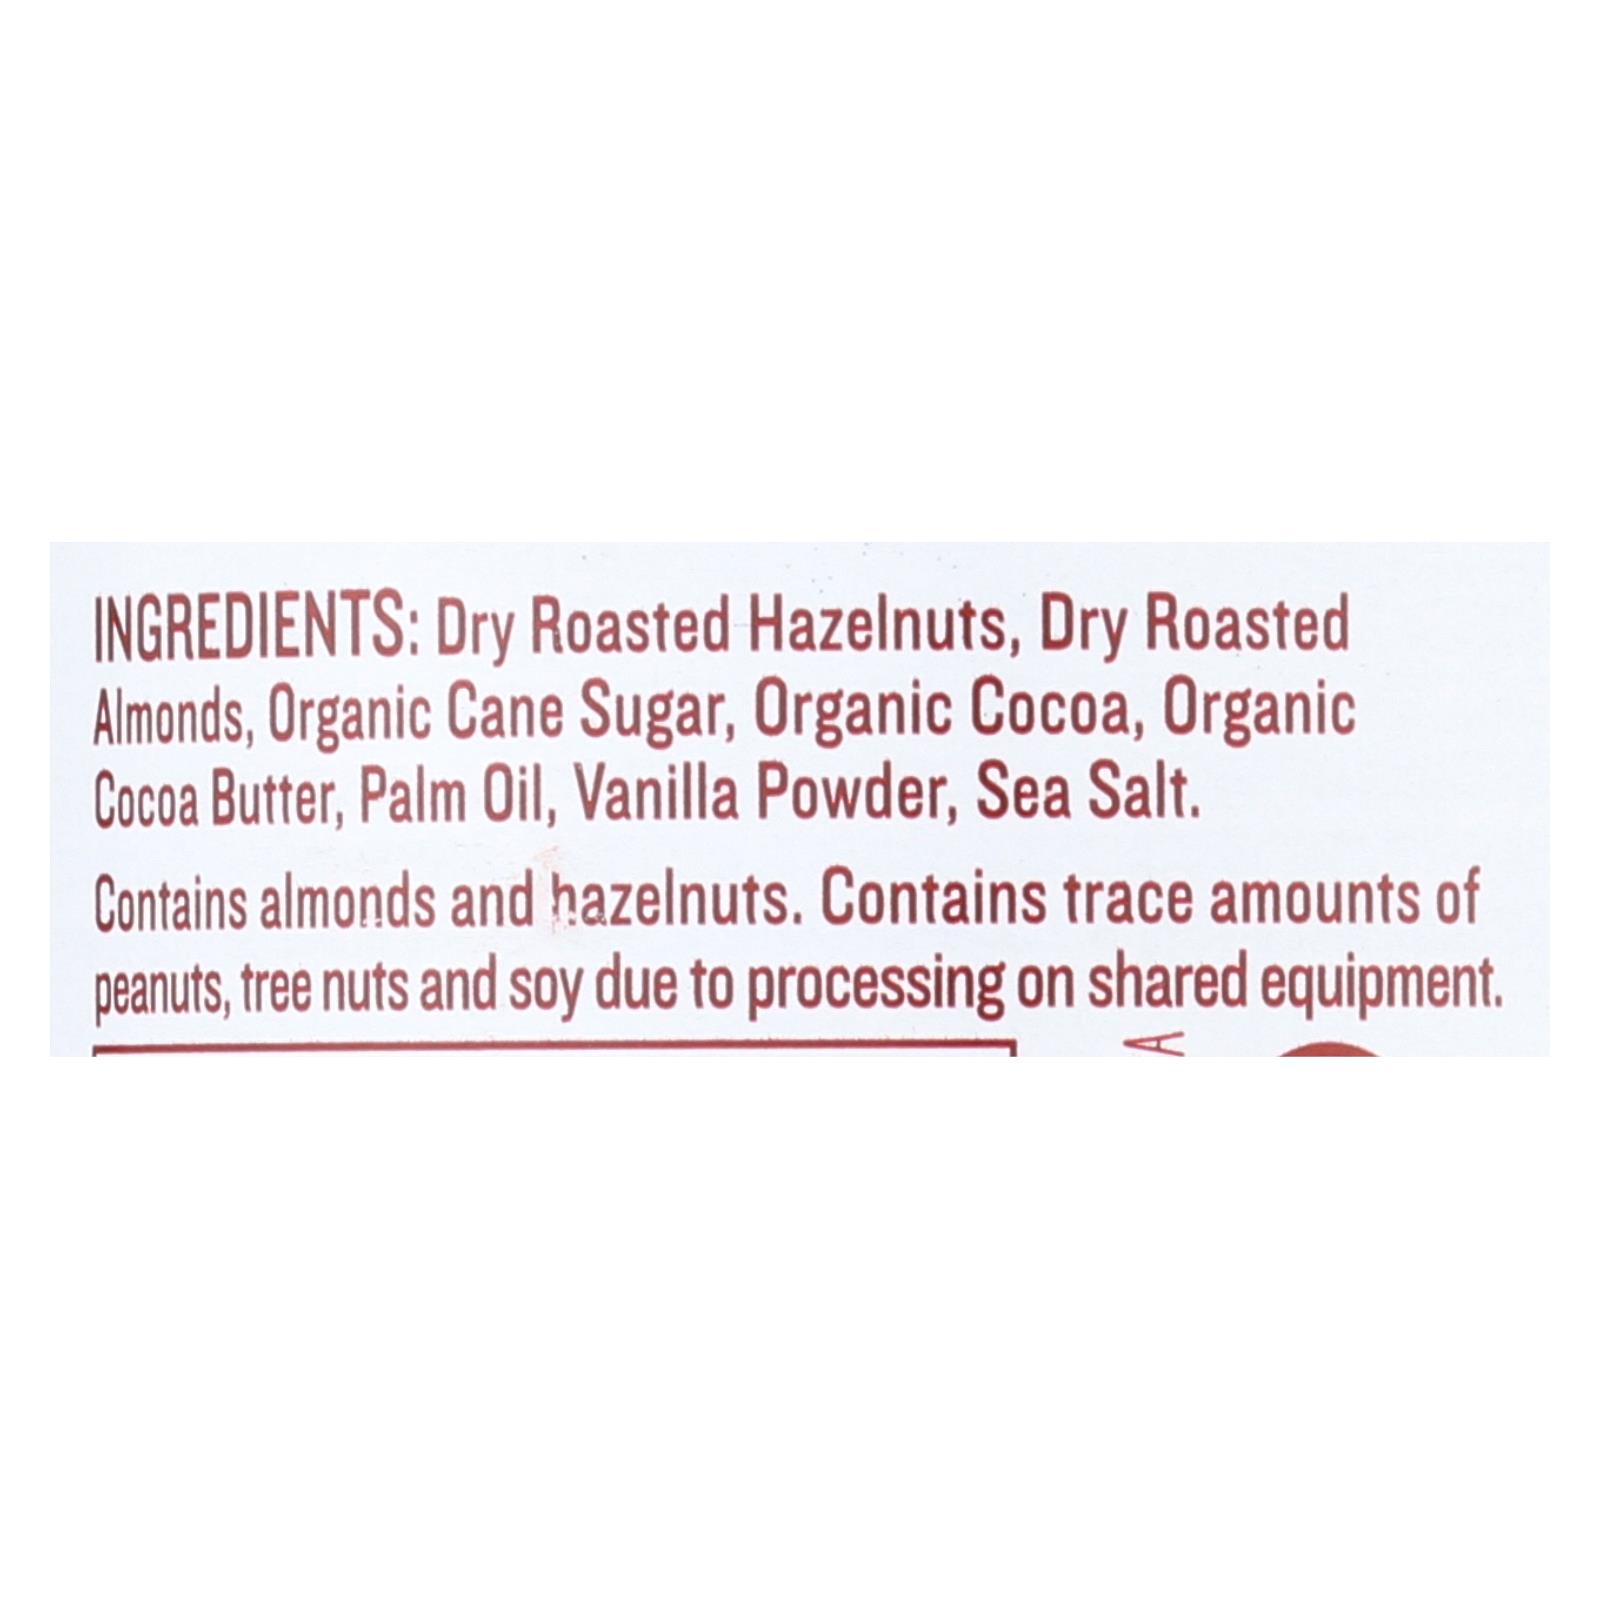 INGREDIENTS: Dry Roasted Hazelnuts, Dry Roasted
Almonds, Organic Cane Sugar, Organic Cocoa, Organic
Cocoa Butter, Palm Oil, Vanilla Powder, Sea Salt.
Contains almonds and hazelnuts. Contains trace amounts of
peanuts, tree nuts and soy due to processing on shared equipment.
A